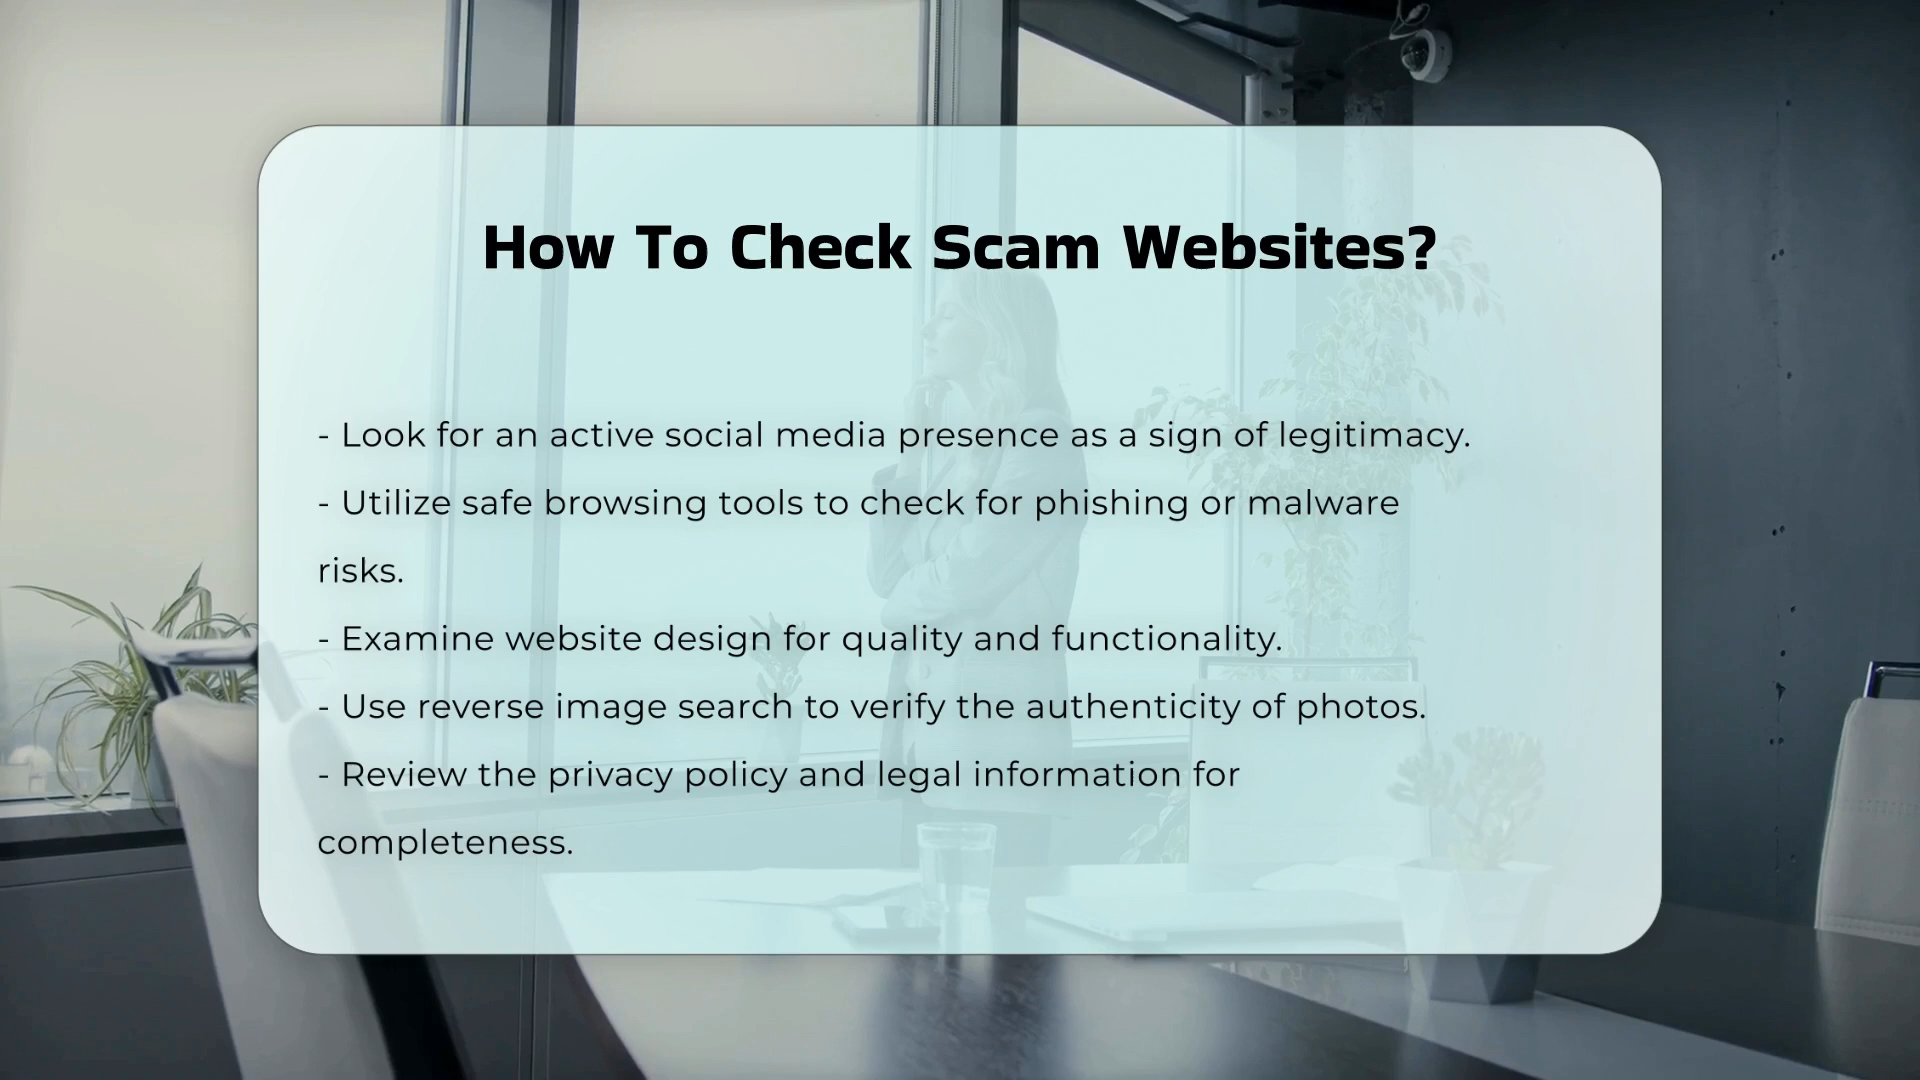 How To Check Scam Websites?
- Look for an active social media presence as a sign of legitimacy.
- Utilize safe browsing tools to check for phishing or malware
risks.
- Examine website design for quality and functionality.
- Use reverse image search to verify the authenticity of photos.
- Review the privacy policy and legal information for
completeness.